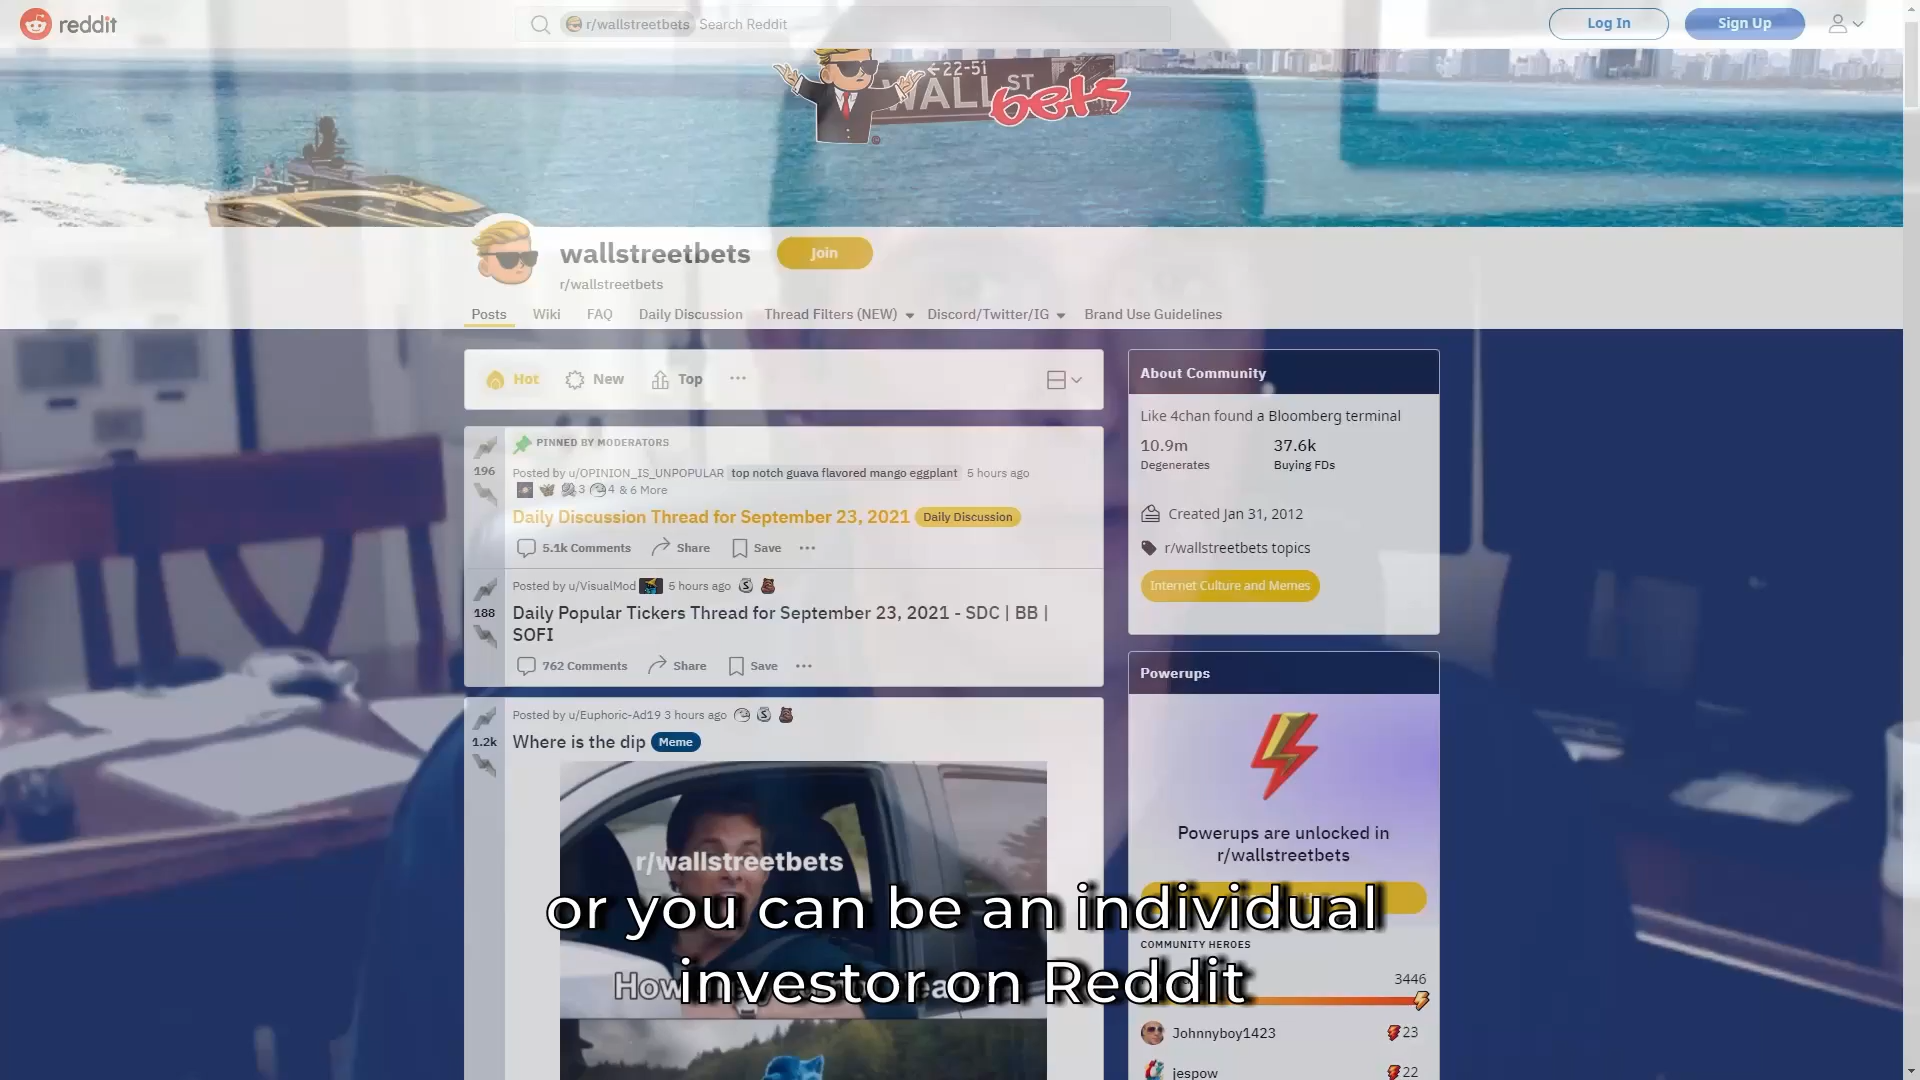 reddit
r/wallstreetbets Search Reddit
Log In
Sign Up
←22-51
WALL ST
bets
wallstreetbets
Join
r/wallstreetbets
Posts Wiki FAQ Daily Discussion Thread Filters (NEW) Discord/Twitter/IG Brand Use Guidelines
Hot New Top ...
PINNED BY MODERATORS
196
Posted by u/OPINION_IS_UNPOPULAR top notch guava flavored mango eggplant 5 hours ago
3 4 & 6 More
Daily Discussion Thread for September 23, 2021 Daily Discussion
5.1k Comments Share Save ...
Posted by u/VisualMod 5 hours ago
188
Daily Popular Tickers Thread for September 23, 2021 - SDC | BB |
SOFI
762 Comments Share Save ...
Posted by u/Euphoric-Ad19 3 hours ago
1.2k
Where is the dip Meme
r/wallstreetbets
About Community
Like 4chan found a Bloomberg terminal
10.9m 37.6k
Degenerates Buying FDs
Created Jan 31, 2012
r/wallstreetbets topics
Internet Culture and Memes
Powerups
Powerups are unlocked in
r/wallstreetbets
COMMUNITY HEROES
3446
Johnnyboy1423 23
jespow 22
or you can be an individual
investor on Reddit